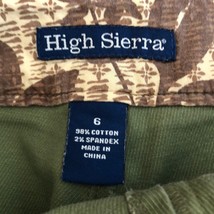 High Sierra®
6
98% COTTON
2% SPANDEX
MADE IN
CHINA